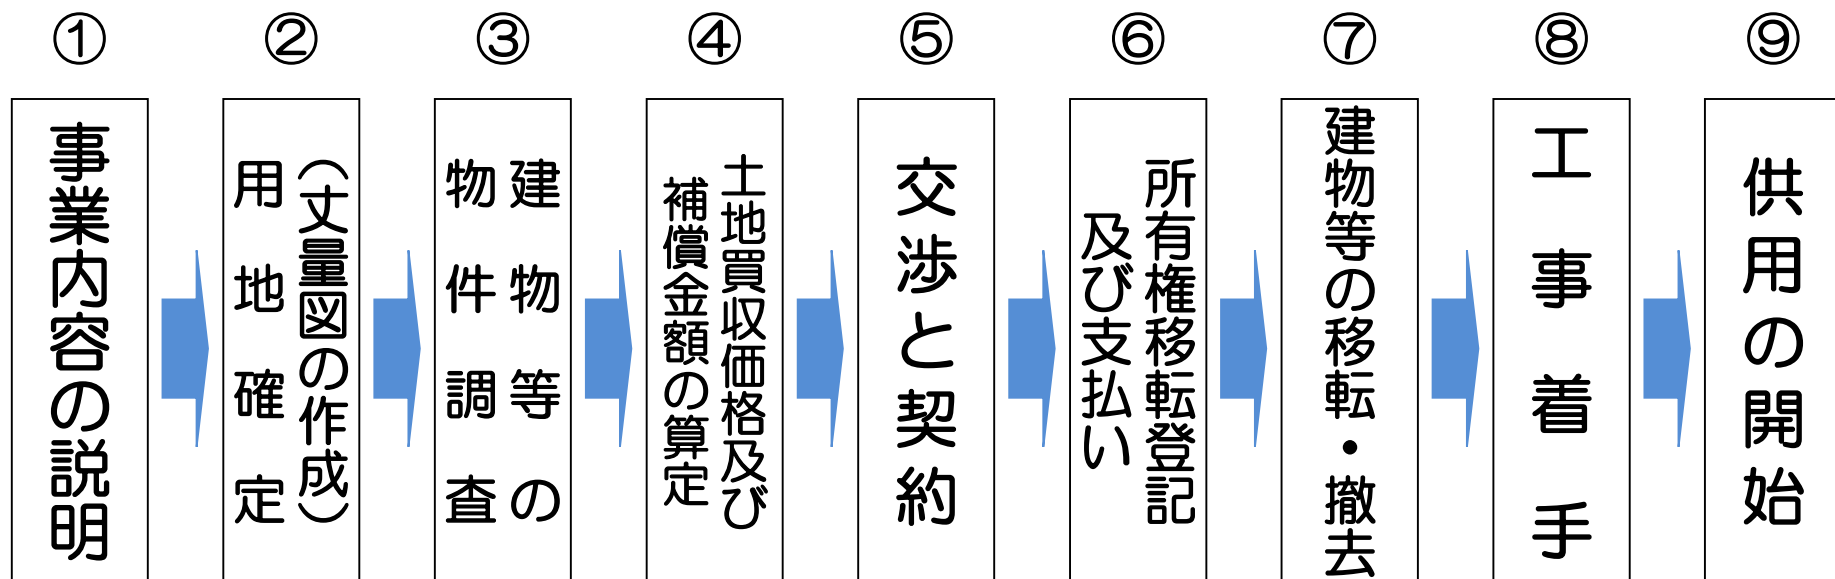 ①
事業内容の説明
②
(丈量図の作成)
用地確定
③
建物等の
物件調査
④
土地買収価格及び
補償金額の算定
⑤
交渉と契約
⑥
所有権移転登記
及び支払い
⑦
建物等の移転・撤去
⑧
工事着手
⑨
供用の開始